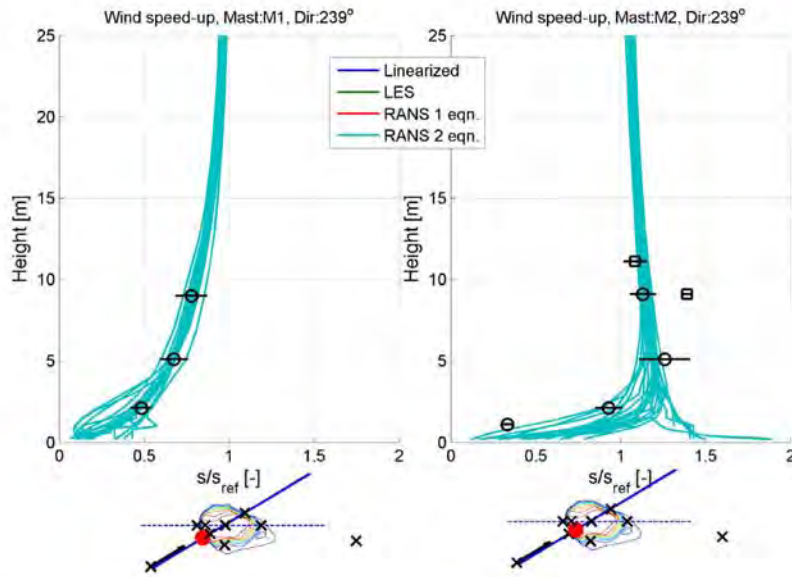 Wind speed-up, Mast:M1, Dir:239°
Wind speed-up, Mast:M2, Dir:239°
Linearized
LES
RANS 1 eqn.
RANS 2 eqn.
Height [m]
25
20
15
10
5
0
0
0.5
1
1.5
2
s/s_ref [-]
Height [m]
25
20
15
10
5
0
0
0.5
1
1.5
2
s/s_ref [-]